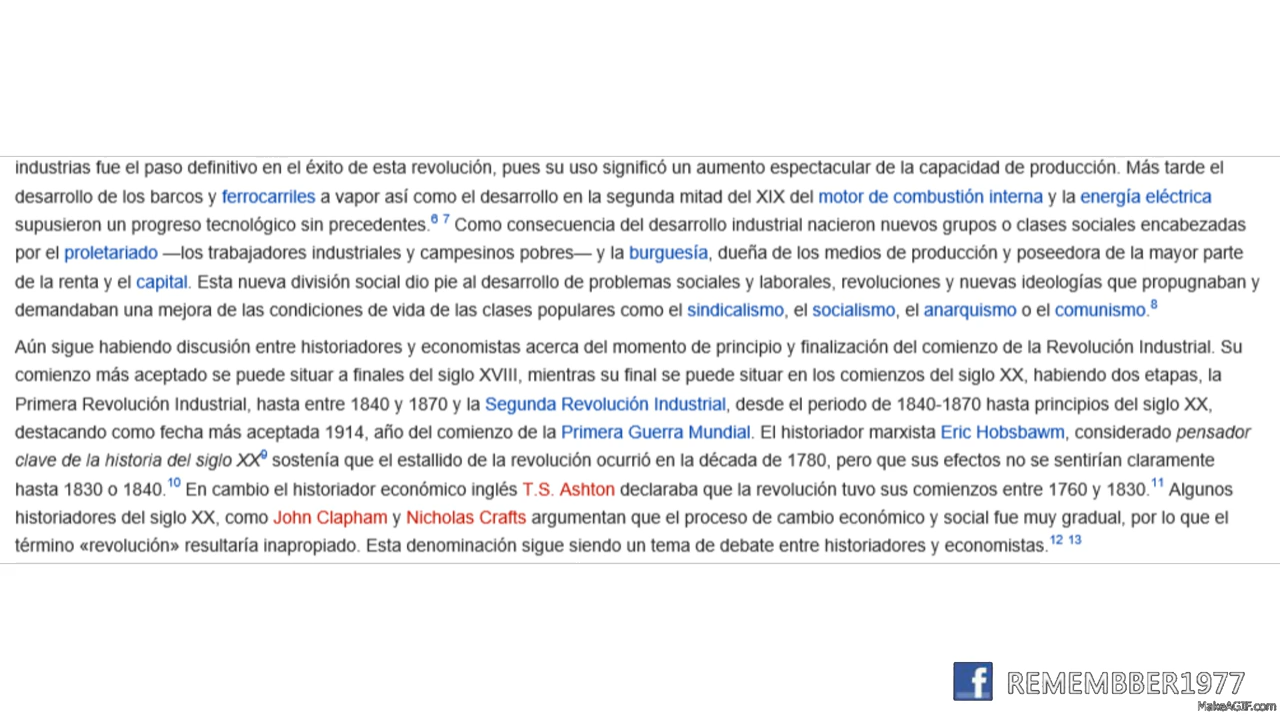 industrias fue el paso definitivo en el éxito de esta revolución, pues su uso significó un aumento espectacular de la capacidad de producción. Más tarde el
desarrollo de los barcos y ferrocarriles a vapor así como el desarrollo en la segunda mitad del XIX del motor de combustión interna y la energía eléctrica
supusieron un progreso tecnológico sin precedentes.6 7 Como consecuencia del desarrollo industrial nacieron nuevos grupos o clases sociales encabezadas
por el proletariado —los trabajadores industriales y campesinos pobres— y la burguesía, dueña de los medios de producción y poseedora de la mayor parte
de la renta y el capital. Esta nueva división social dio pie al desarrollo de problemas sociales y laborales, revoluciones y nuevas ideologías que propugnaban y
demandaban una mejora de las condiciones de vida de las clases populares como el sindicalismo, el socialismo, el anarquismo o el comunismo.8
Aún sigue habiendo discusión entre historiadores y economistas acerca del momento de principio y finalización del comienzo de la Revolución Industrial. Su
comienzo más aceptado se puede situar a finales del siglo XVIII, mientras su final se puede situar en los comienzos del siglo XX, habiendo dos etapas, la
Primera Revolución Industrial, hasta entre 1840 y 1870 y la Segunda Revolución Industrial, desde el periodo de 1840-1870 hasta principios del siglo XX,
destacando como fecha más aceptada 1914, año del comienzo de la Primera Guerra Mundial. El historiador marxista Eric Hobsbawm, considerado pensador
clave de la historia del siglo XX9 sostenía que el estallido de la revolución ocurrió en la década de 1780, pero que sus efectos no se sentirían claramente
hasta 1830 o 1840.10 En cambio el historiador económico inglés T.S. Ashton declaraba que la revolución tuvo sus comienzos entre 1760 y 1830.11 Algunos
historiadores del siglo XX, como John Clapham y Nicholas Crafts argumentan que el proceso de cambio económico y social fue muy gradual, por lo que el
término «revolución» resultaría inapropiado. Esta denominación sigue siendo un tema de debate entre historiadores y economistas.12 13
f REMEMBBER1977
MakeAGIF.com